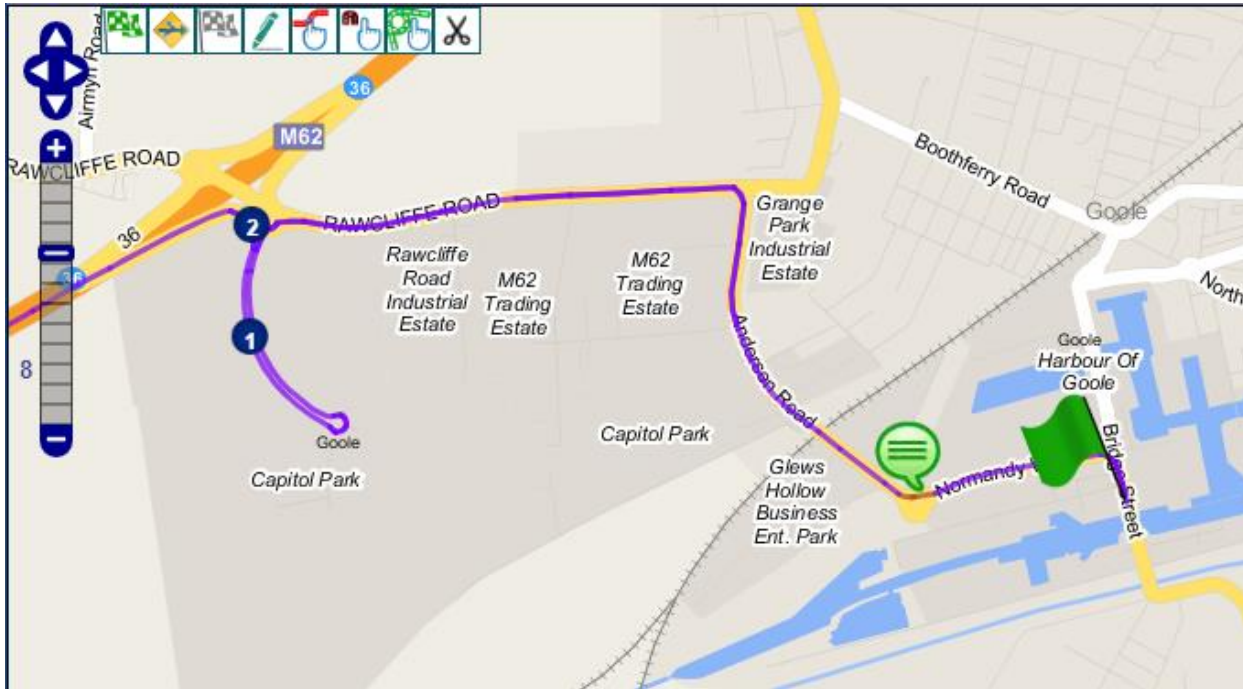 Airmyn Road
36
M62
RAWCLIFFE ROAD
36
36
8
2
1
RAWCLIFFE ROAD
Rawcliffe
Road
Industrial
Estate
M62
Trading
Estate
M62
Trading
Estate
Grange
Park
Industrial
Estate
Boothferry Road
Goole
North
Anderson Road
Goole
Harbour Of
Goole
Capitol Park
Goole
Capitol Park
Glews
Hollow
Business
Ent. Park
Normandy
Bridge Street